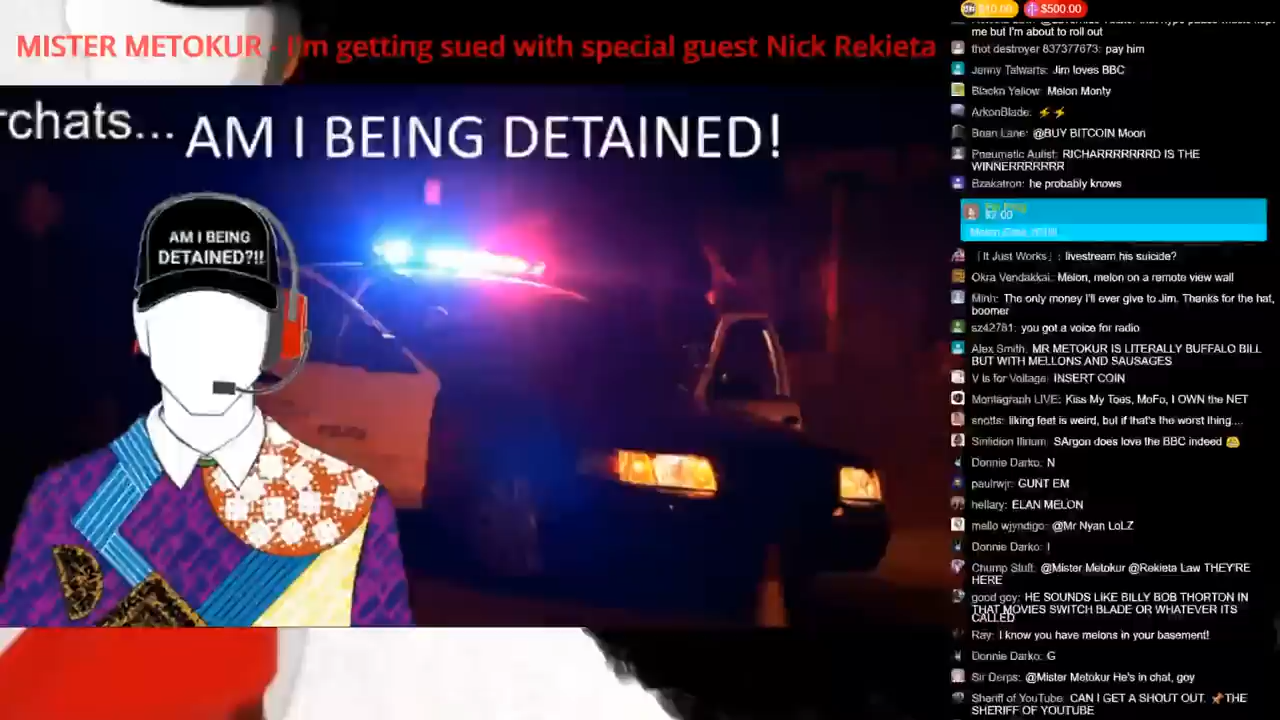 MISTER METOKUR - I'm getting sued with special guest Nick Rekieta
rchats...
AM I BEING DETAINED!
AM I BEING
DETAINED?!!
$10.00
$500.00
me but I'm about to roll out
thot destroyer 837377673: pay him
Jenny Talwarts: Jim loves BBC
Blackn Yellow: Melon Monty
ArkonBlade: ⚡⚡
Brian Lane: @BUY BITCOIN Moon
Pneumatic Autist: RICHARRRRRRD IS THE
WINNERRRRRRR
Bzakatron: he probably knows
$2.00
「It Just Works」: livestream his suicide?
Okra Vendakkai: Melon, melon on a remote view wall
Minh: The only money I'll ever give to Jim. Thanks for the hat,
boomer
sz42781: you got a voice for radio
Alex Smith: MR METOKUR IS LITERALLY BUFFALO BILL
BUT WITH MELLONS AND SAUSAGES
V is for Voltage: INSERT COIN
Montagraph LIVE: Kiss My Toes, MoFo, I OWN the NET
snotts: liking feet is weird, but if that's the worst thing....
SArgon does love the BBC indeed
Donnie Darko: N
paulrwjr: GUNT EM
hellary: ELAN MELON
mello wjyndigo: @Mr Nyan LoLZ
Donnie Darko: I
Chump Stuff: @Mister Metokur @Rekieta Law THEY'RE
HERE
good goy: HE SOUNDS LIKE BILLY BOB THORTON IN
THAT MOVIES SWITCH BLADE OR WHATEVER ITS
CALLED
Ray: I know you have melons in your basement!
Donnie Darko: G
Sir Derps: @Mister Metokur He's in chat, goy
Sheriff of YouTube: CAN I GET A SHOUT OUT. 📌THE
SHERIFF OF YOUTUBE